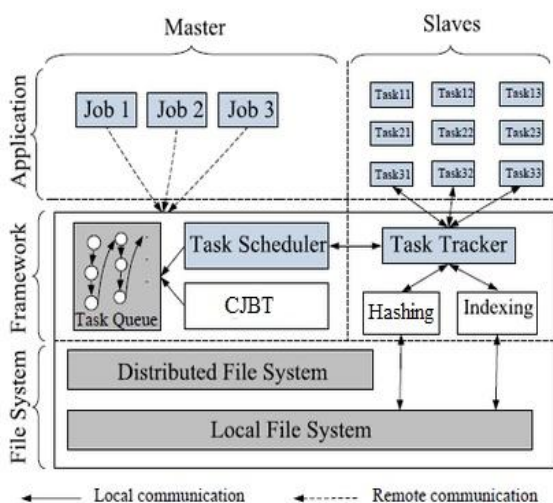 Master
Slaves
Application
Job 1
Job 2
Job 3
Task11
Task12
Task13
Task21
Task22
Task23
Task31
Task32
Task33
Framework
Task Queue
Task Scheduler
CJBT
Task Tracker
Hashing
Indexing
File System
Distributed File System
Local File System
Local communication
Remote communication